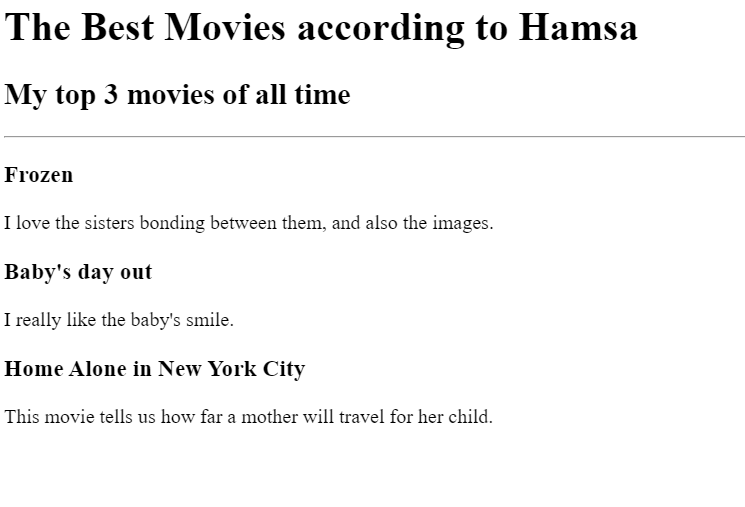 The Best Movies according to Hamsa
My top 3 movies of all time
Frozen
I love the sisters bonding between them, and also the images.
Baby's day out
I really like the baby's smile.
Home Alone in New York City
This movie tells us how far a mother will travel for her child.